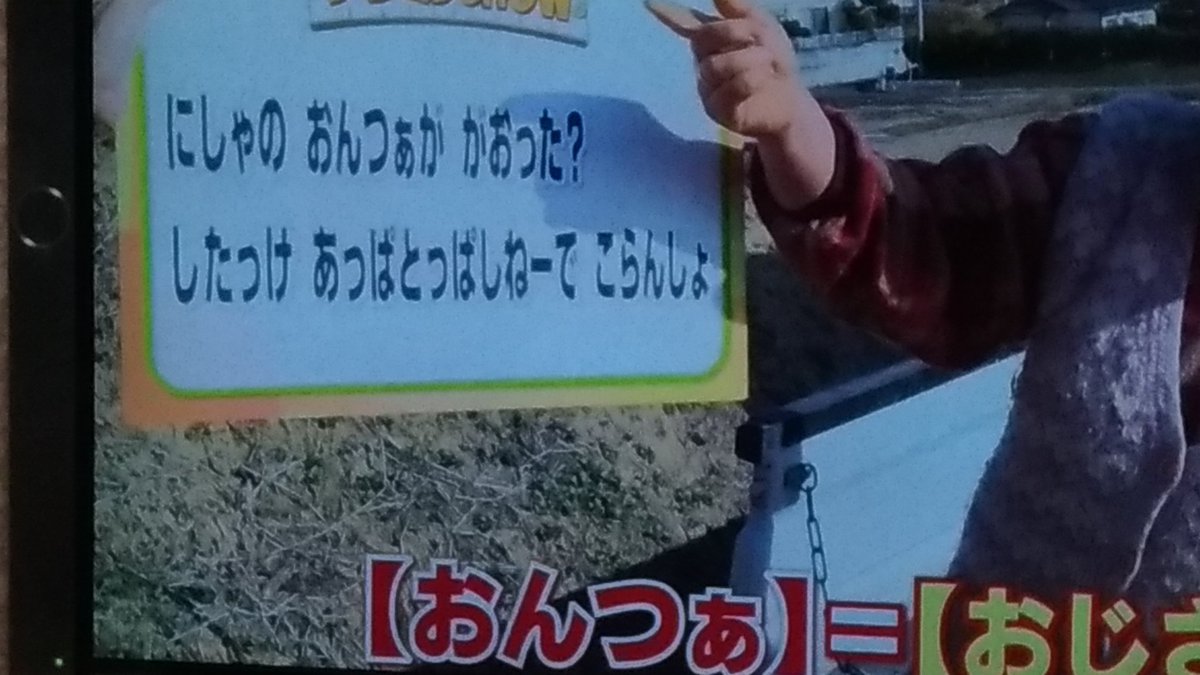 にしゃの おんつぁが がおった?
したっけ あっぱとっぱしねーで こらんしょ
【おんつぁ】=【おじさ